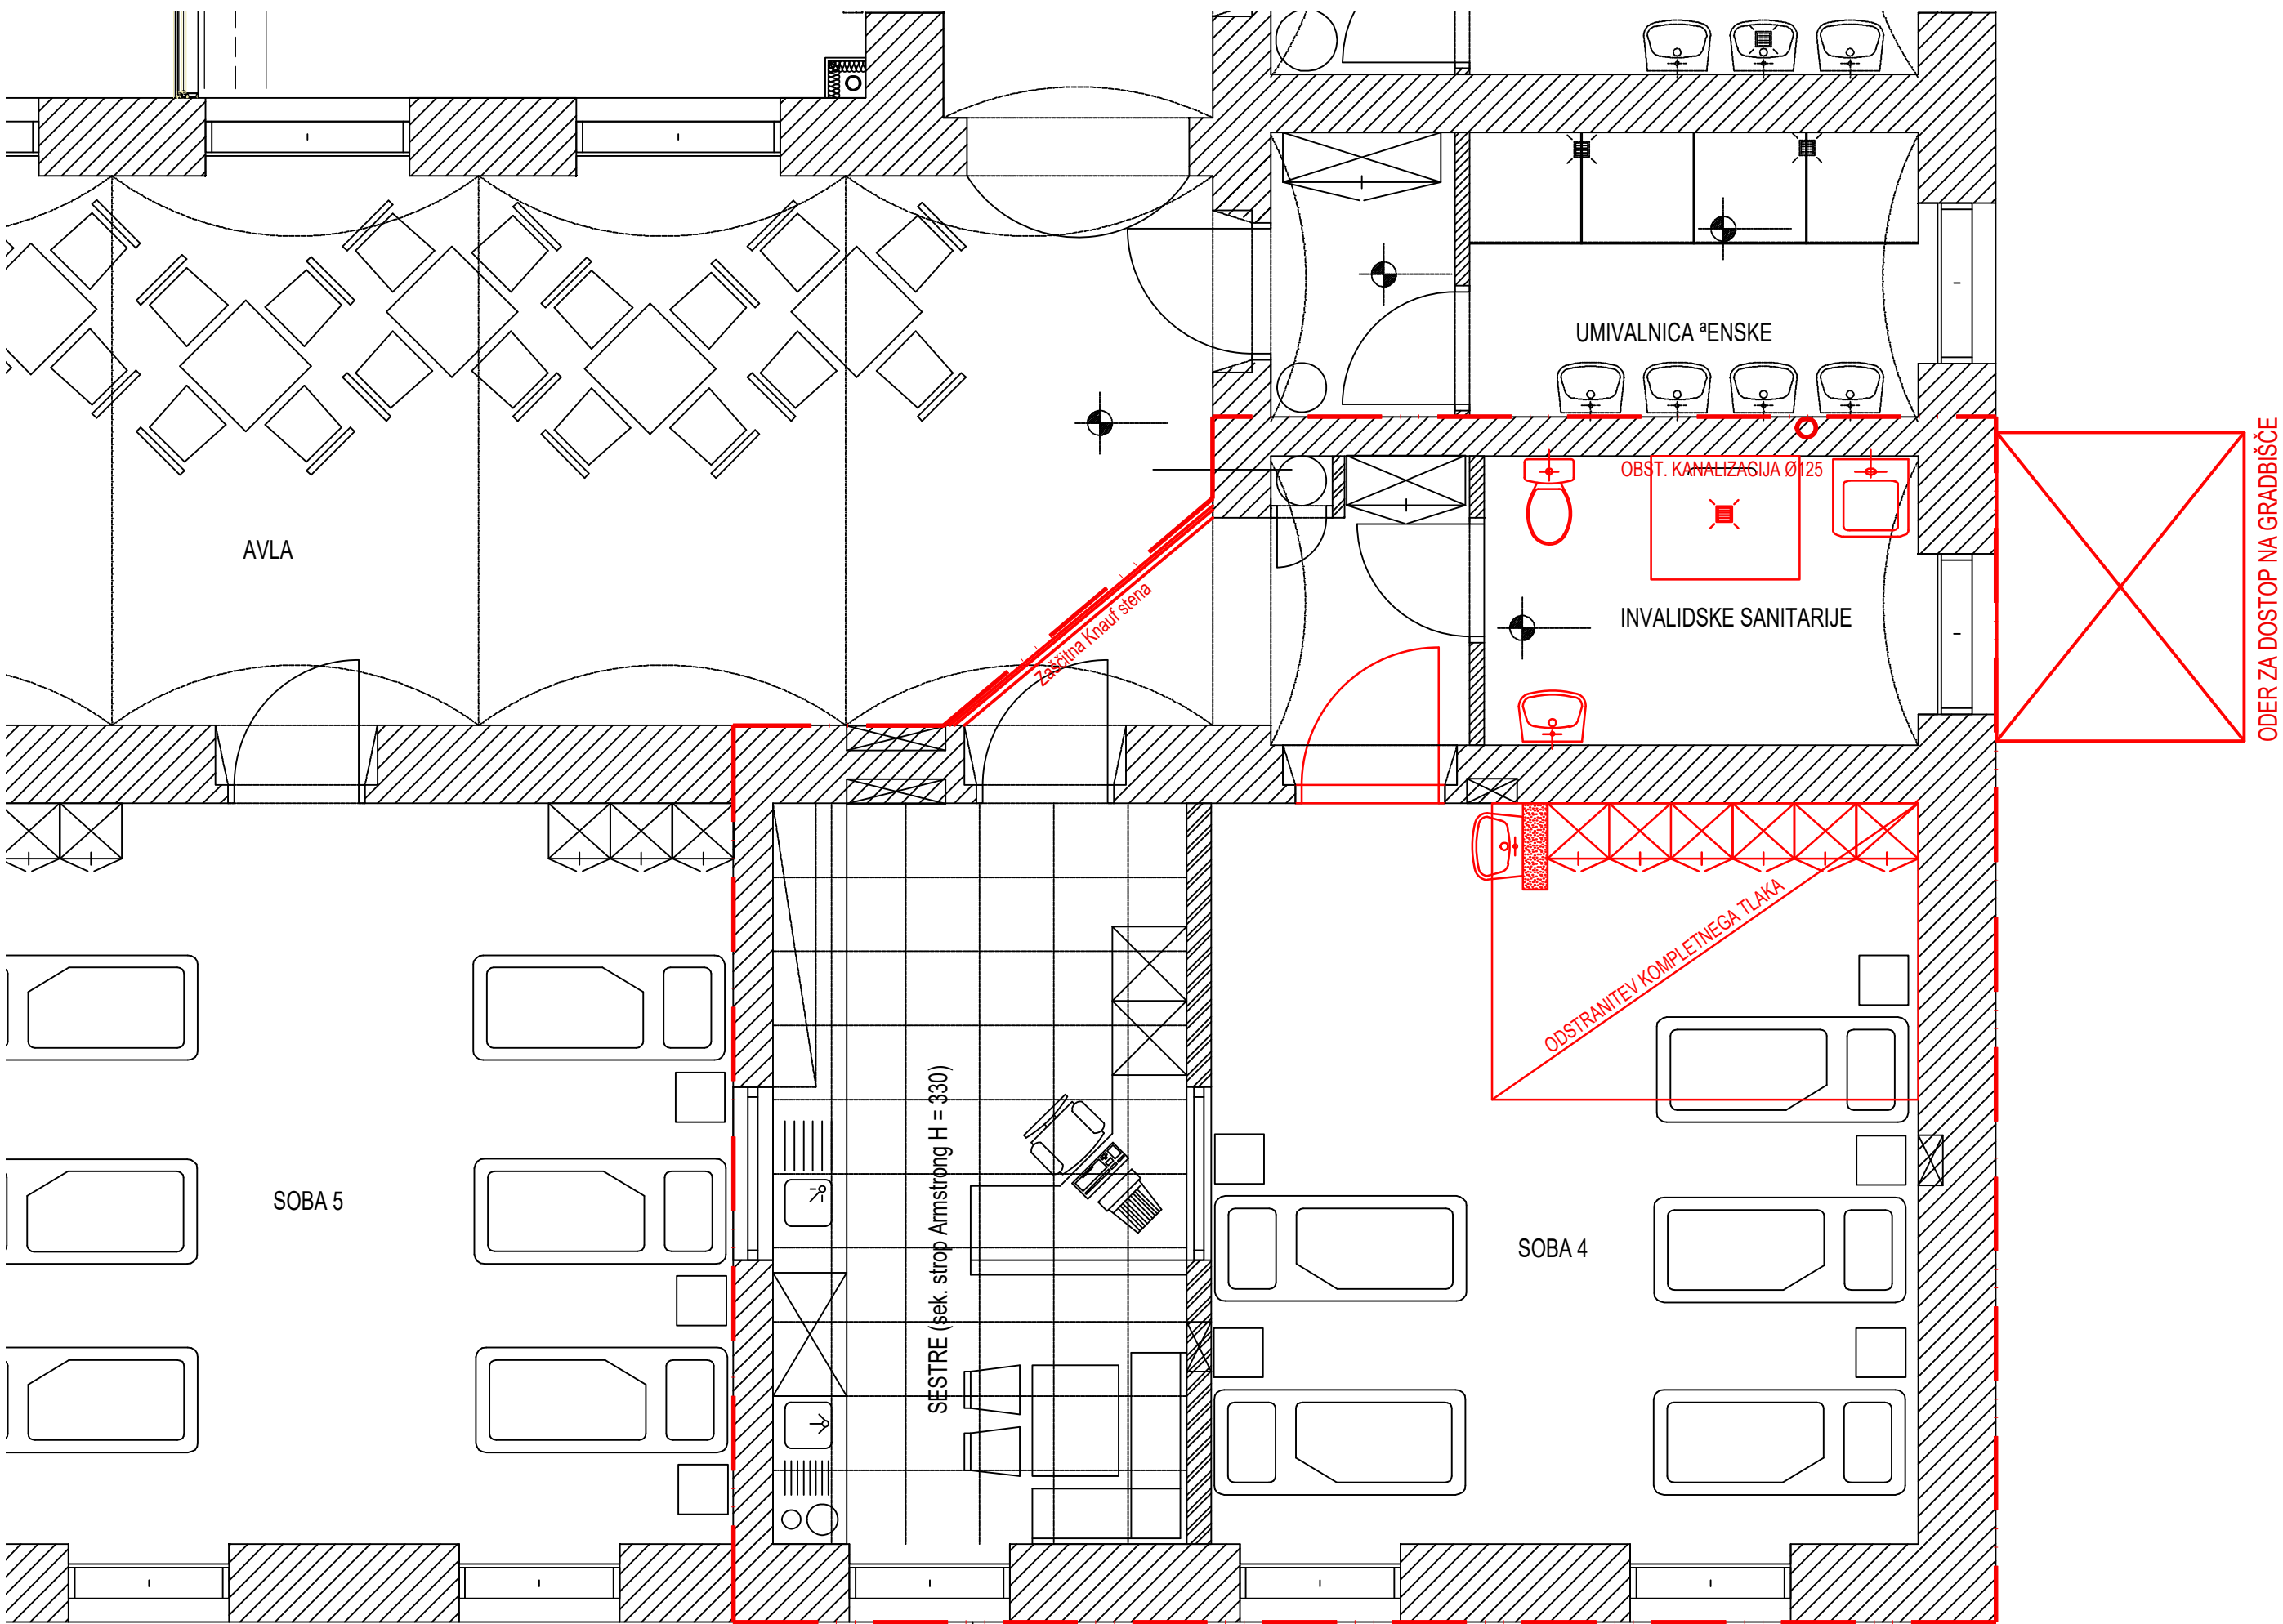 UMIVALNICA ªENSKE
ODER ZA DOSTOP NA GRADBIŠČE
OBST. KANALIZACIJA Ø125
AVLA
INVALIDSKE SANITARIJE
Zaščitna Knauf stena
ODSTRANITEV KOMPLETNEGA TLAKA
SOBA 5
SESTRE (sek. strop Armstrong H = 330)
SOBA 4